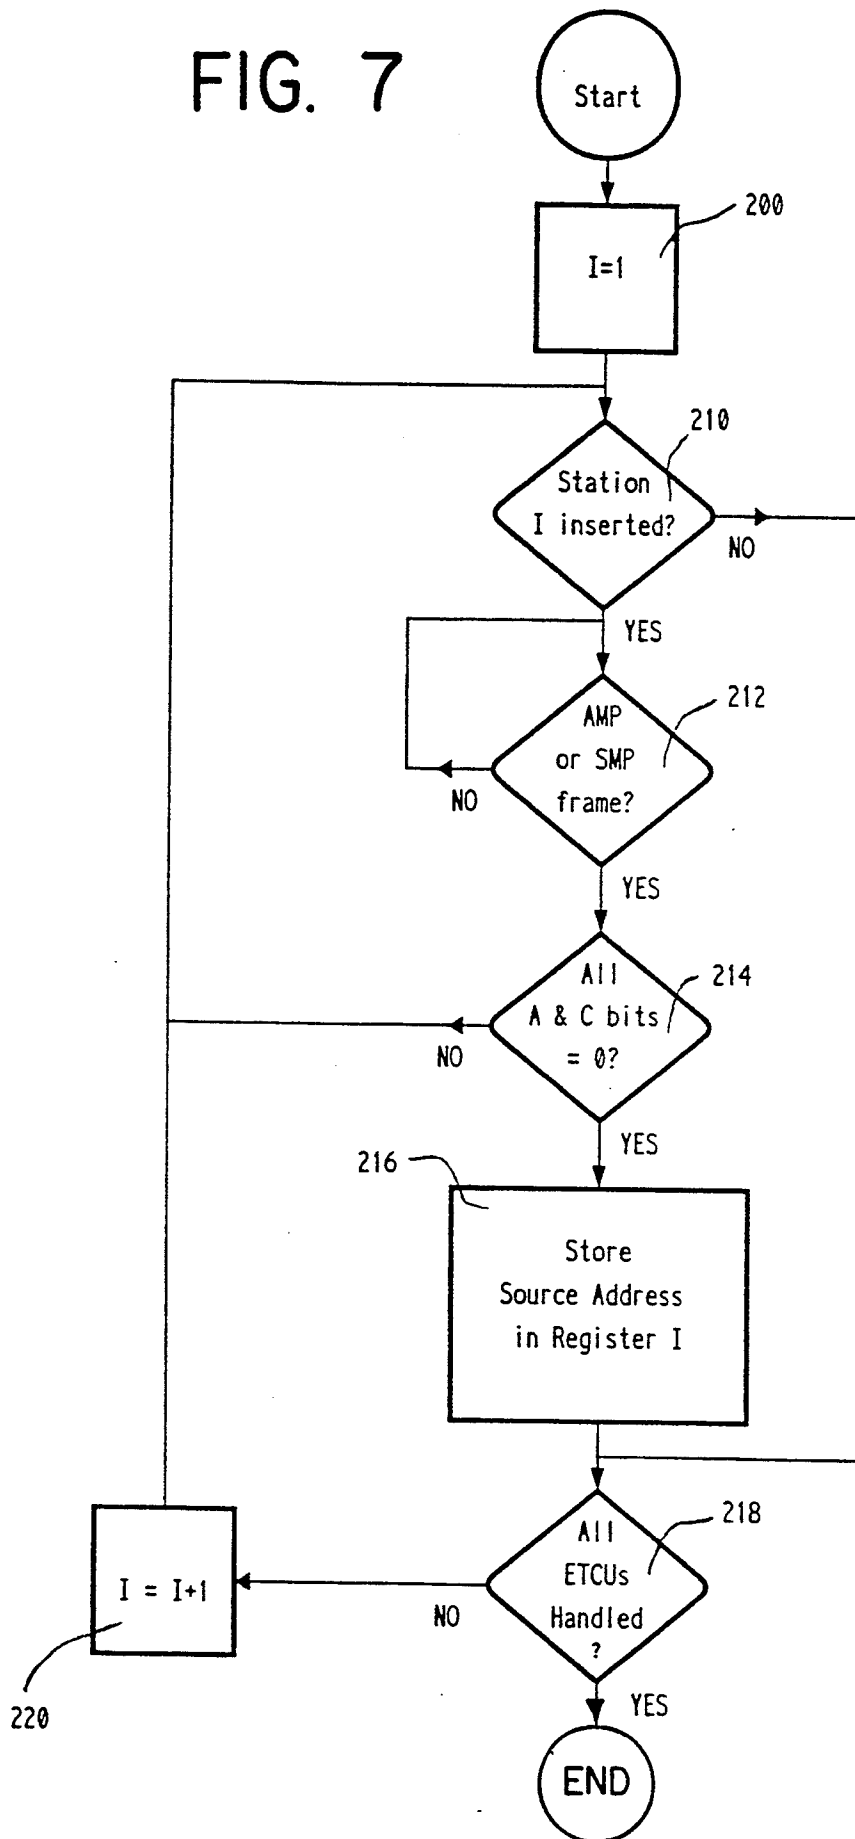 FIG. 7
Start
200
I=1
210
Station
I inserted?
NO
YES
212
AMP
or SMP
frame?
NO
YES
214
All
A & C bits
= 0?
NO
YES
216
Store
Source Address
in Register I
218
All
ETCUs
Handled
?
NO
I = I+1
220
YES
END